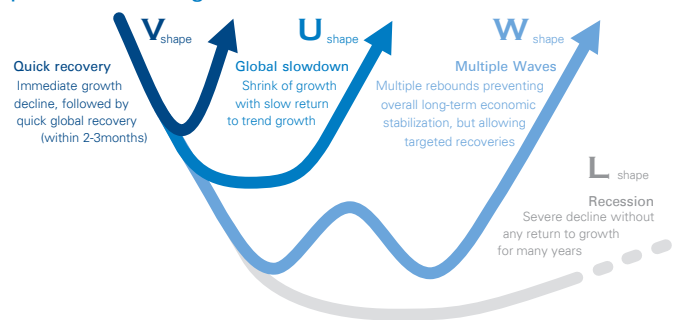 V shape
Quick recovery
Immediate growth
decline, followed by
quick global recovery
(within 2-3months)
U shape
Global slowdown
Shrink of growth
with slow return
to trend growth
W shape
Multiple Waves
Multiple rebounds preventing
overall long-term economic
stabilization, but allowing
targeted recoveries
L shape
Recession
Severe decline without
any return to growth
for many years